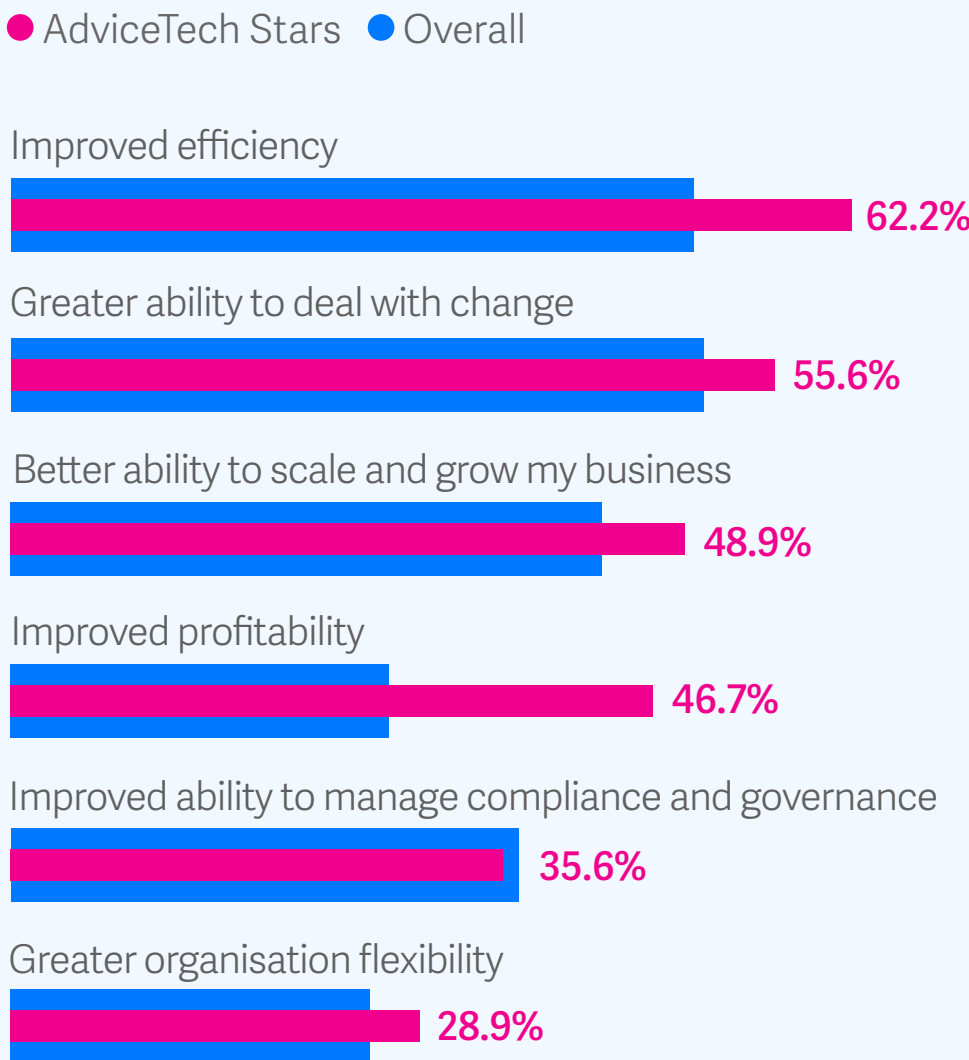 AdviceTech Stars Overall
Improved efficiency
62.2%
Greater ability to deal with change
55.6%
Better ability to scale and grow my business
48.9%
Improved profitability
46.7%
Improved ability to manage compliance and governance
35.6%
Greater organisation flexibility
28.9%